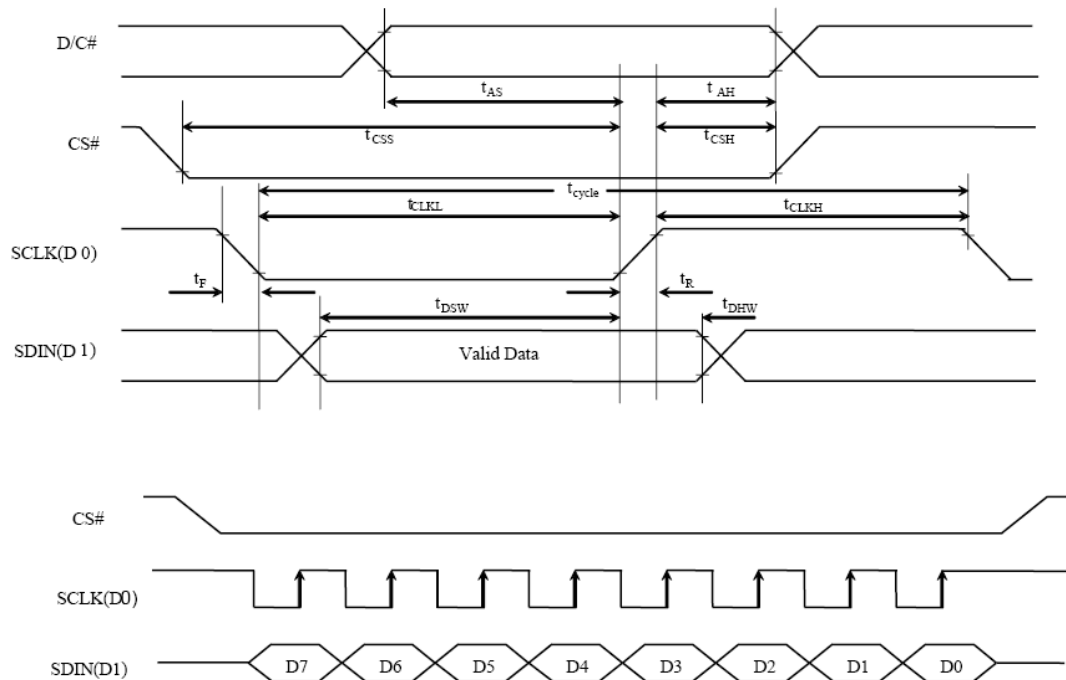 D/C#
tAS
t AH
CS#
tCSS
tCSH
tcycle
tCLKL
tCLKH
SCLK(D 0)
tF
tR
tDSW
tDHW
SDIN(D 1)
Valid Data
CS#
SCLK(D0)
SDIN(D1)
D7 D6 D5 D4 D3 D2 D1 D0